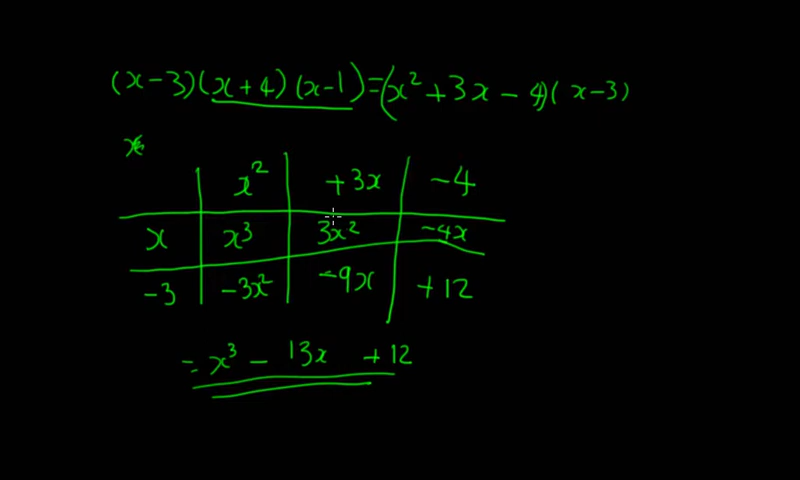 (x-3)(x+4)(x-1)=(x²+3x-4)(x-3)
x
x² +3x -4
x x³ 3x² -4x
-3 -3x² -9x +12
= x³ - 13x + 12